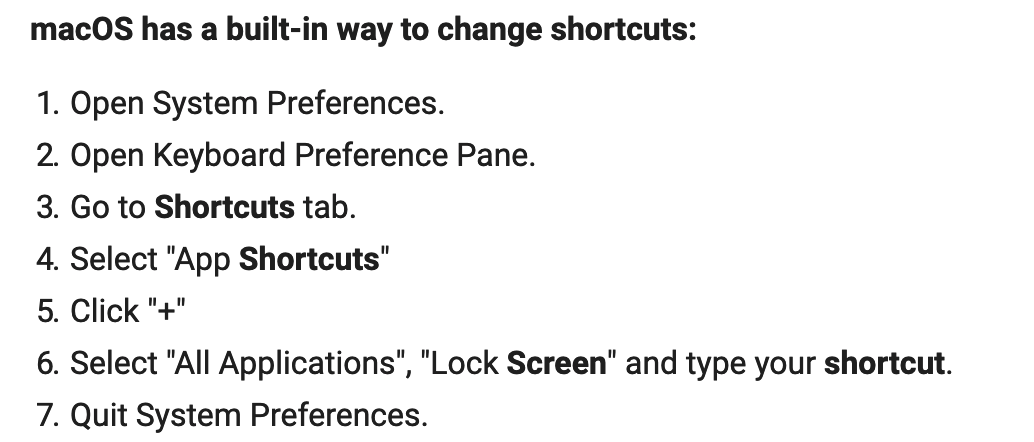 macOS has a built-in way to change shortcuts:
1. Open System Preferences.
2. Open Keyboard Preference Pane.
3. Go to Shortcuts tab.
4. Select "App Shortcuts"
5. Click "+"
6. Select "All Applications", "Lock Screen" and type your shortcut.
7. Quit System Preferences.